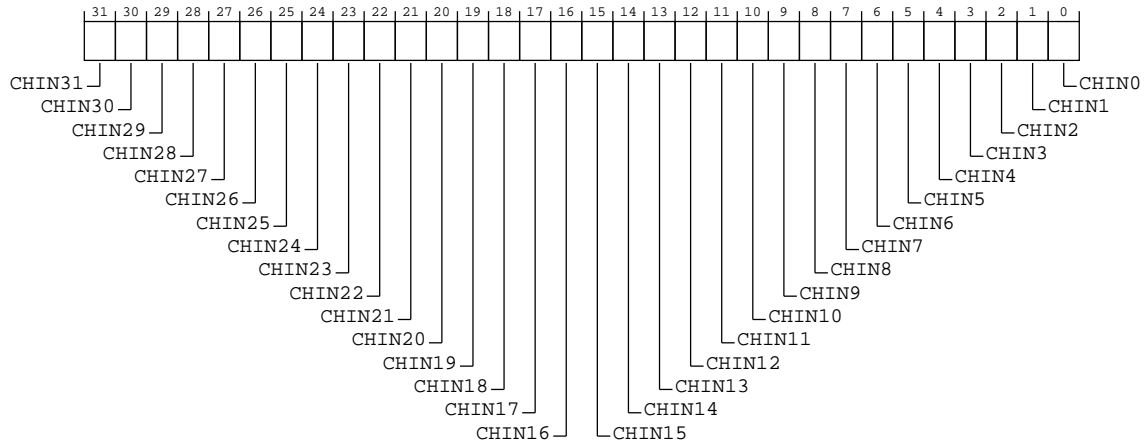 31 30 29 28 27 26 25 24 23 22 21 20 19 18 17 16 15 14 13 12 11 10 9 8 7 6 5 4 3 2 1 0
CHIN31 CHIN0
CHIN30 CHIN1
CHIN29 CHIN2
CHIN28 CHIN3
CHIN27 CHIN4
CHIN26 CHIN5
CHIN25 CHIN6
CHIN24 CHIN7
CHIN23 CHIN8
CHIN22 CHIN9
CHIN21 CHIN10
CHIN20 CHIN11
CHIN19 CHIN12
CHIN18 CHIN13
CHIN17 CHIN14
CHIN16 CHIN15